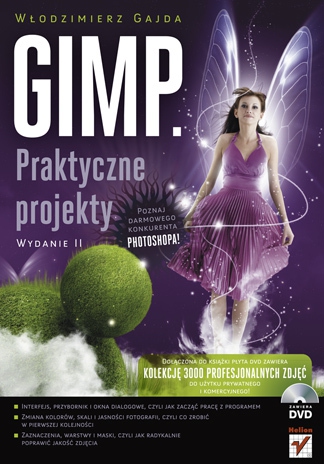 WŁODZIMIERZ GAJDA
GIMP.
Praktyczne
projekty
WYDANIE II
POZNAJ
DARMOWEGO
KONKURENTA
PHOTOSHOPA!
DOŁĄCZONA DO KSIĄŻKI PŁYTA DVD ZAWIERA
KOLEKCJĘ 3000 PROFESJONALNYCH ZDJĘĆ
DO UŻYTKU PRYWATNEGO
I KOMERCYJNEGO!
ZAWIERA
DVD
INTERFEJS, PRZYBORNIK I OKNA DIALOGOWE, CZYLI JAK ZACZĄĆ PRACĘ Z PROGRAMEM
ZMIANA KOLORÓW, SKALI I JASNOŚCI FOTOGRAFII, CZYLI CO ZROBIĆ
W PIERWSZEJ KOLEJNOŚCI
ZAZNACZENIA, WARSTWY I MASKI, CZYLI JAK RADYKALNIE
POPRAWIĆ JAKOŚĆ ZDJĘCIA
Helion